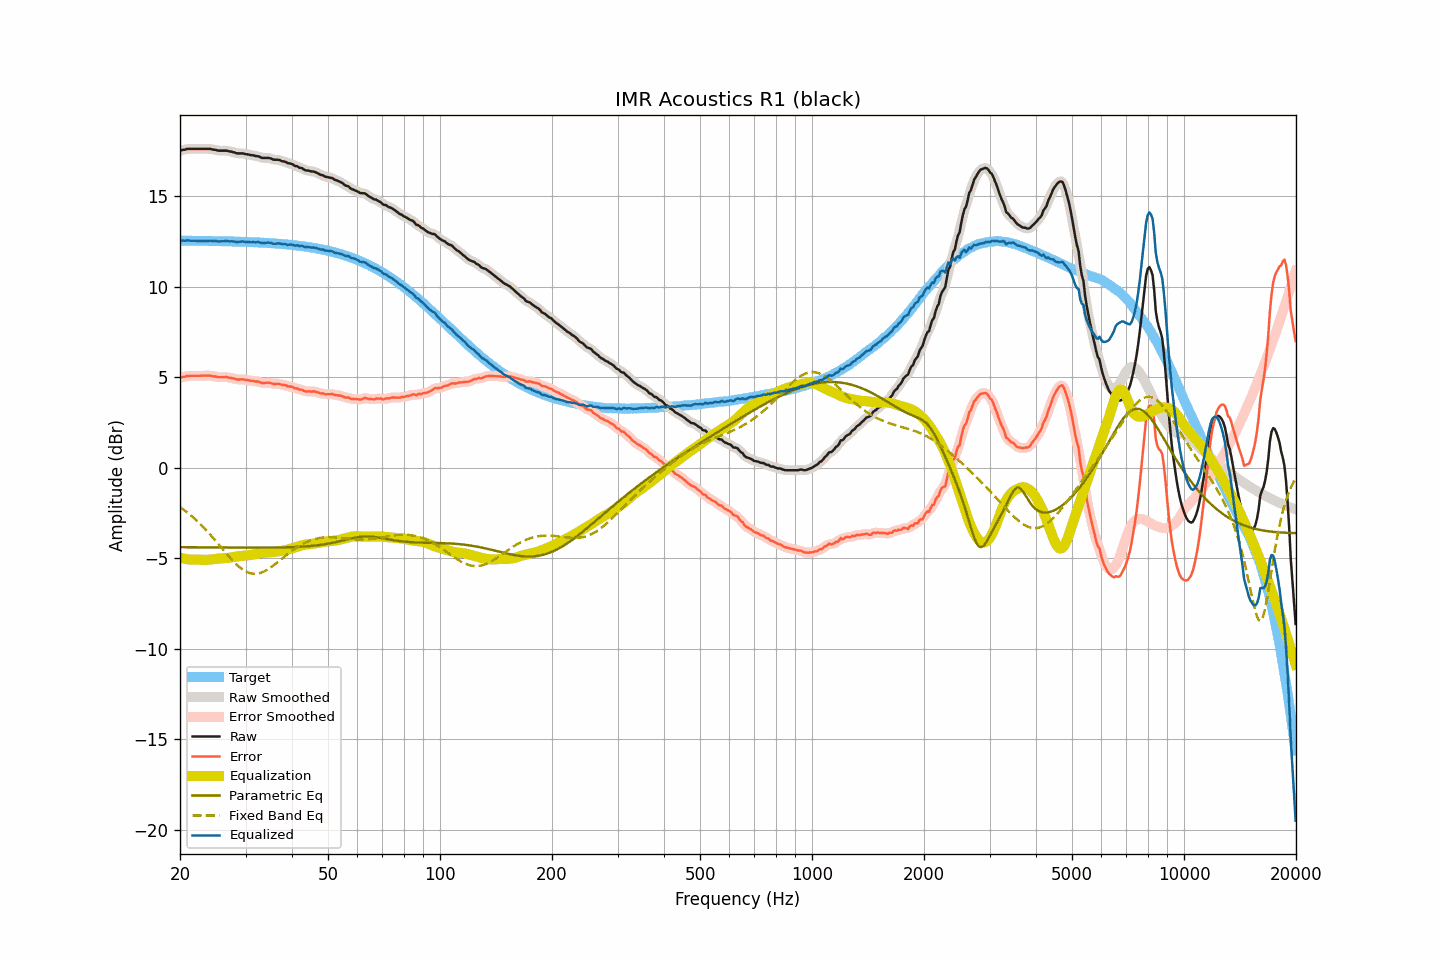 IMR Acoustics R1 (black)
Amplitude (dBr)
15
10
5
0
−5
−10
−15
−20
Target
Raw Smoothed
Error Smoothed
Raw
Error
Equalization
Parametric Eq
Fixed Band Eq
Equalized
20 50 100 200 500 1000 2000 5000 10000 20000
Frequency (Hz)